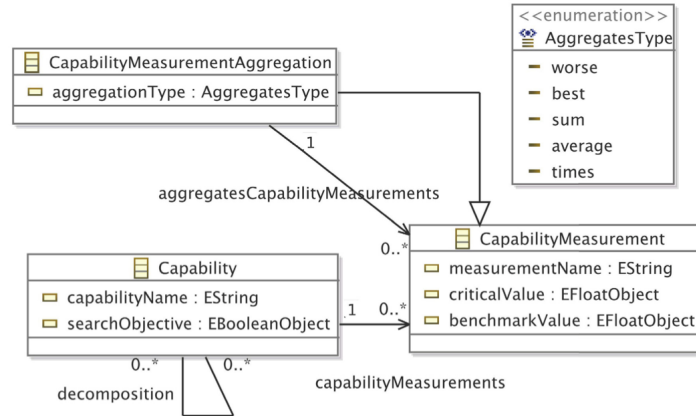 <<enumeration>>
AggregatesType
worse
best
sum
average
times
CapabilityMeasurementAggregation
aggregationType : AggregatesType
1
aggregatesCapabilityMeasurements
0..*
CapabilityMeasurement
measurementName : EString
criticalValue : EFloatObject
benchmarkValue : EFloatObject
Capability
capabilityName : EString
searchObjective : EBooleanObject
1
0..*
0..*
0..*
decomposition
capabilityMeasurements